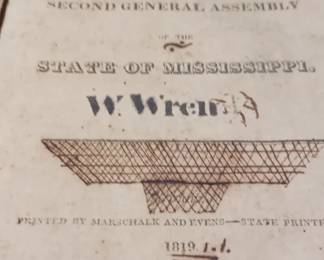 SECOND GENERAL ASSEMBLY
OF THE
STATE OF MISSISSIPPI.
W. Wren
PRINTED BY MARSCHALK AND EVENS—STATE PRINTE
1819.